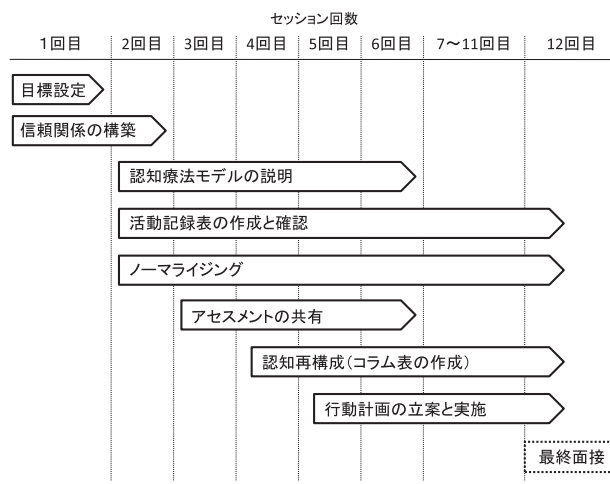 セッション回数
1回目 2回目 3回目 4回目 5回目 6回目 7～11回目 12回目
目標設定
信頼関係の構築
認知療法モデルの説明
活動記録表の作成と確認
ノーマライジング
アセスメントの共有
認知再構成(コラム表の作成)
行動計画の立案と実施
最終面接